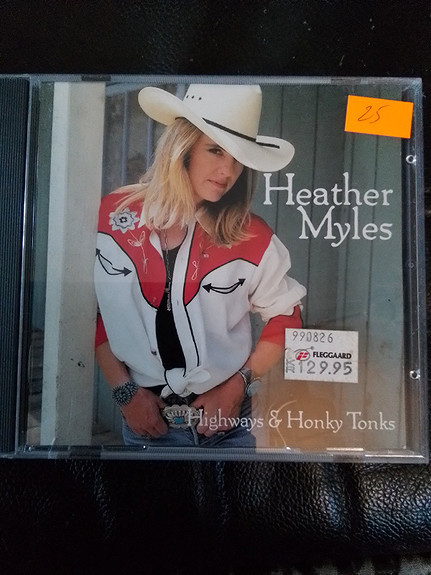 25
Heather
Myles
990826
FLEGGAARD
129.95
Highways & Honky Tonks